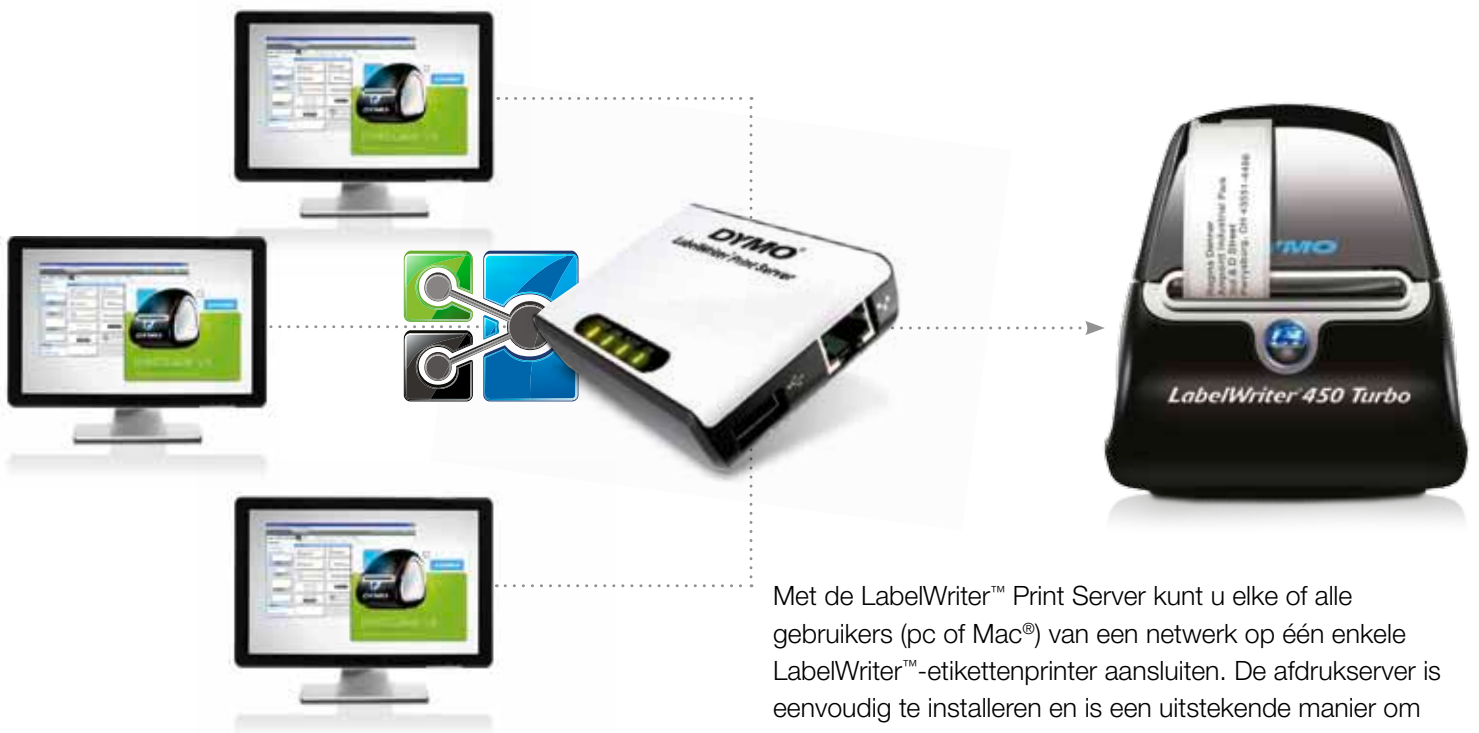 DYMO®
LabelWriter™ Print Server
DYMO
LabelWriter® 450 Turbo
Met de LabelWriter™ Print Server kunt u elke of alle
gebruikers (pc of Mac®) van een netwerk op één enkele
LabelWriter™-etikettenprinter aansluiten. De afdrukserver is
eenvoudig te installeren en is een uitstekende manier om